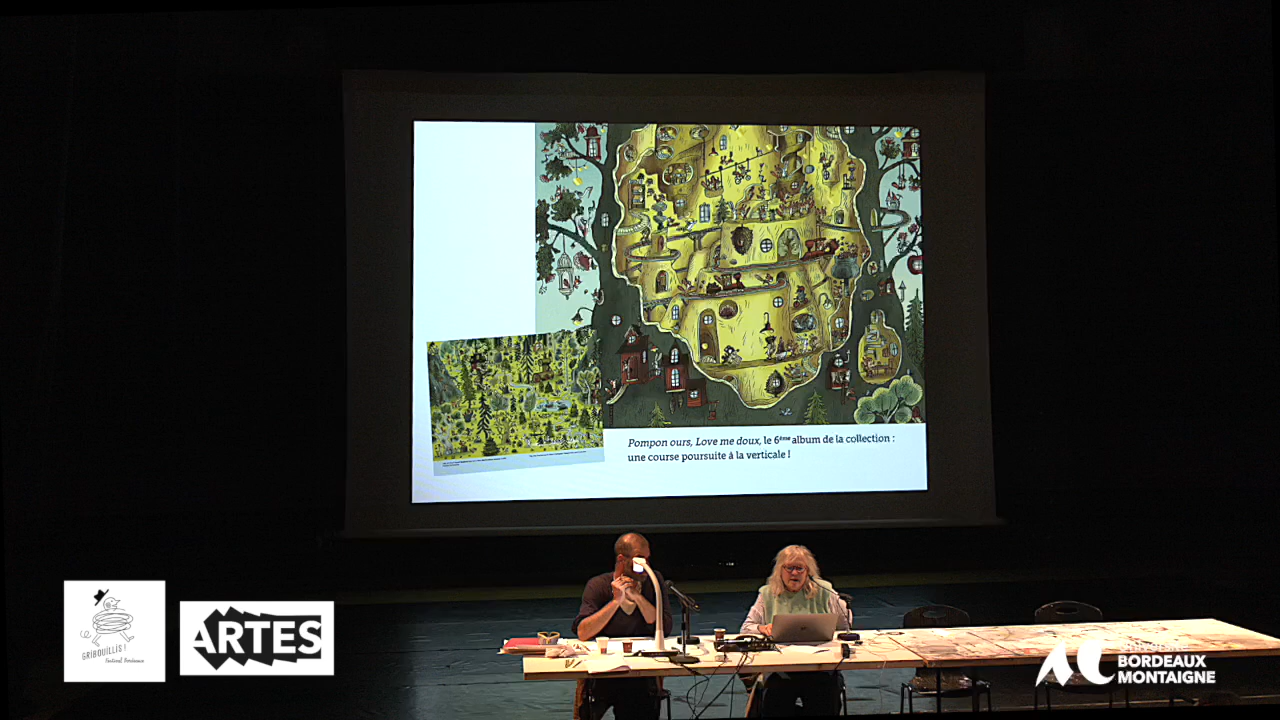 Pompon ours, Love me doux, le 6ème album de la collection :
une course poursuite à la verticale !
GRIBOUILLIS !
Festival Bordeaux
ARTES
Université
BORDEAUX
MONTAIGNE